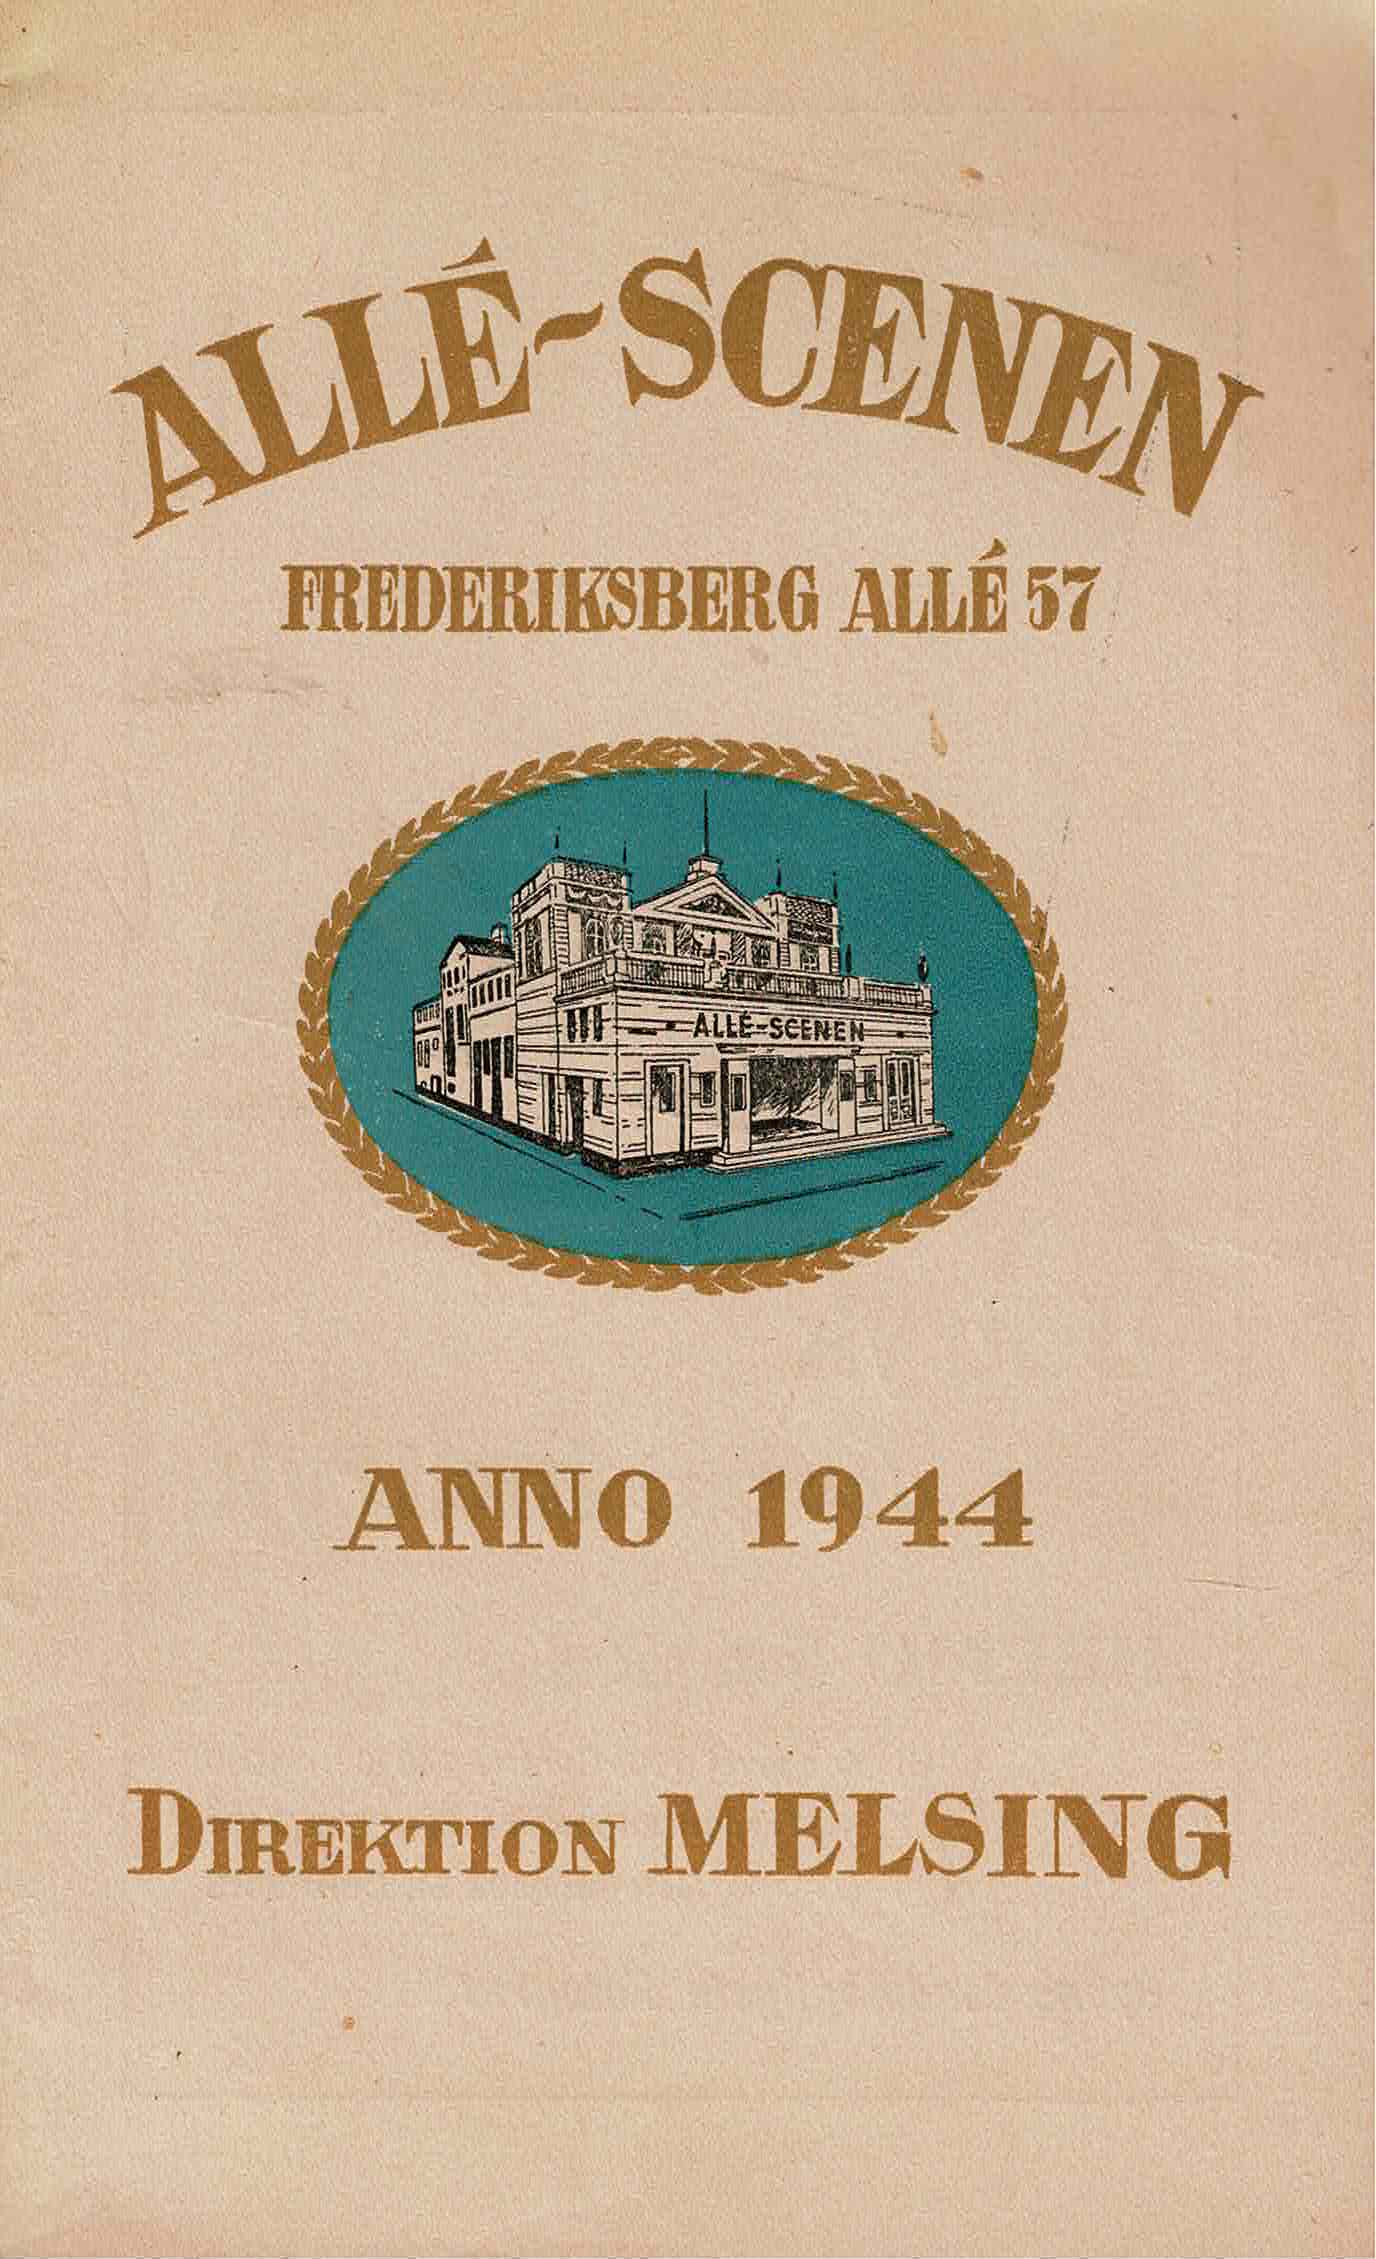 ALLÉ-SCENEN
FREDERIKSBERG ALLÉ 57
ALLÉ-SCENEN
ANNO 1944
DIREKTION MELSING